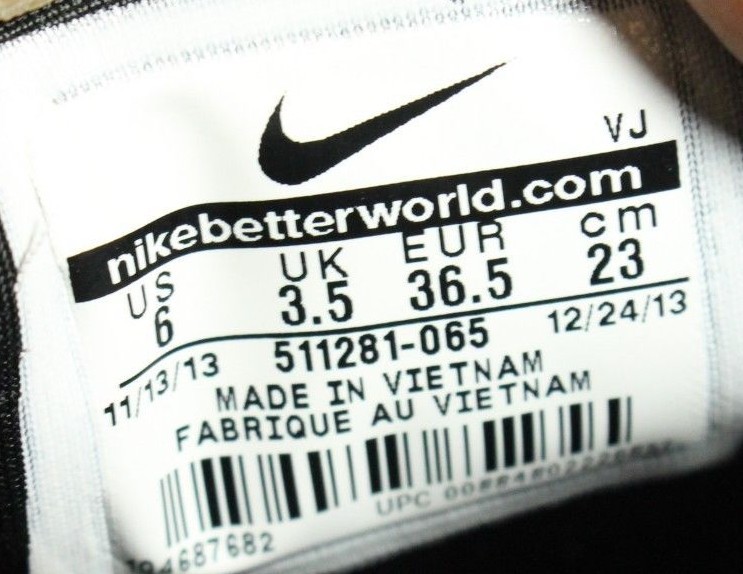 VJ
nikebetterworld.com
US UK EUR cm
6 3.5 36.5 23
11/13/13 511281-065 12/24/13
MADE IN VIETNAM
FABRIQUE AU VIETNAM
UPC